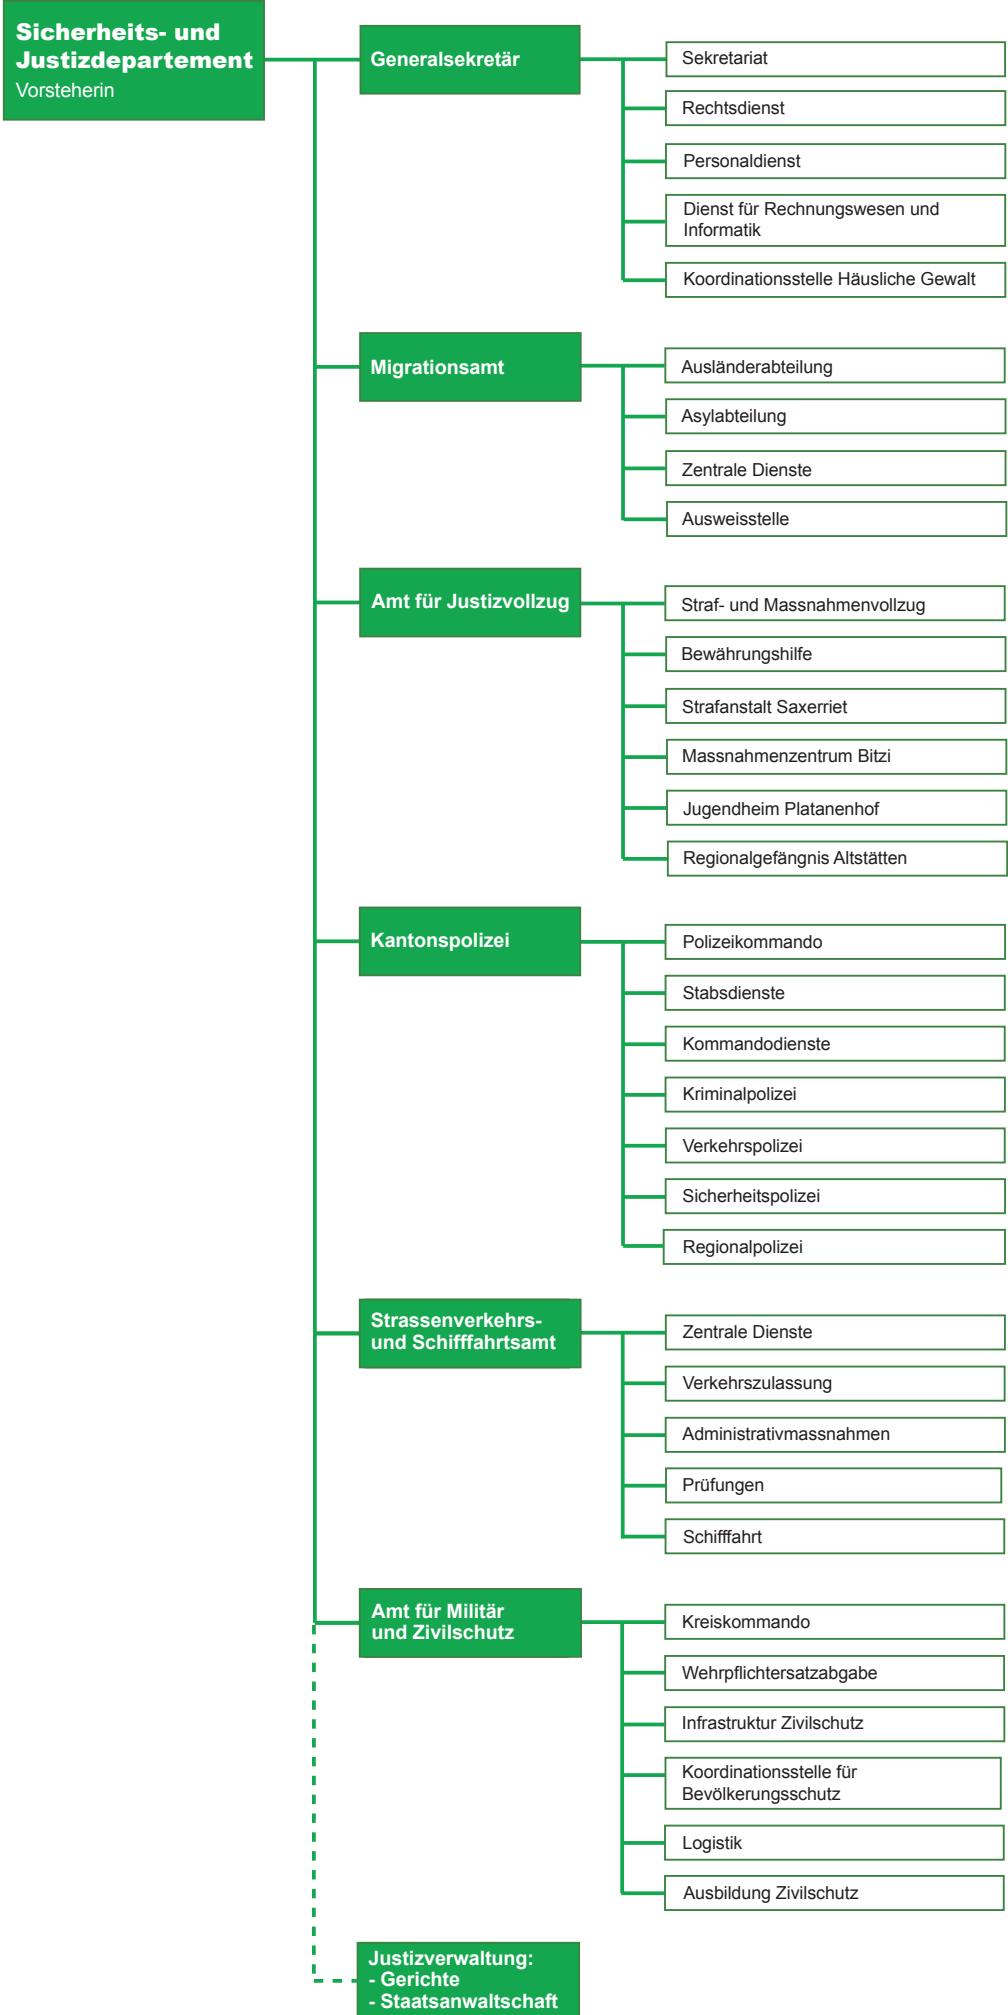 Sicherheits- und
Justizdepartement
Vorsteherin
Generalsekretär
Sekretariat
Rechtsdienst
Personaldienst
Dienst für Rechnungswesen und
Informatik
Koordinationsstelle Häusliche Gewalt
Migrationsamt
Ausländerabteilung
Asylabteilung
Zentrale Dienste
Ausweisstelle
Amt für Justizvollzug
Straf- und Massnahmenvollzug
Bewährungshilfe
Strafanstalt Saxerriet
Massnahmenzentrum Bitzi
Jugendheim Platanenhof
Regionalgefängnis Altstätten
Kantonspolizei
Polizeikommando
Stabsdienste
Kommandodienste
Kriminalpolizei
Verkehrspolizei
Sicherheitspolizei
Regionalpolizei
Strassenverkehrs-
und Schifffahrtsamt
Zentrale Dienste
Verkehrszulassung
Administrativmassnahmen
Prüfungen
Schifffahrt
Amt für Militär
und Zivilschutz
Kreiskommando
Wehrpflichtersatzabgabe
Infrastruktur Zivilschutz
Koordinationsstelle für
Bevölkerungsschutz
Logistik
Ausbildung Zivilschutz
Justizverwaltung:
- Gerichte
- Staatsanwaltschaft